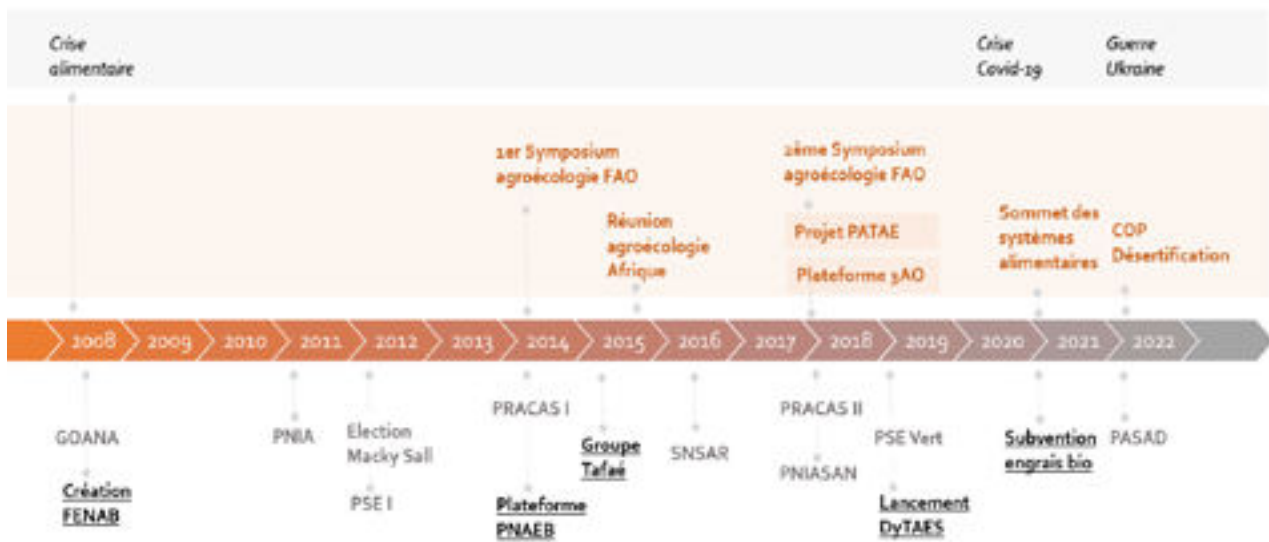 Crise
alimentaire
Crise
Covid-19
Guerre
Ukraine
1er Symposium
agroécologie FAO
2ème Symposium
agroécologie FAO
Réunion
agroécologie
Afrique
Projet PATAE
Plateforme 3AO
Sommet des
systèmes
alimentaires
COP
Désertification
2008 2009 2010 2011 2012 2013 2014 2015 2016 2017 2018 2019 2020 2021 2022
GOANA
Création
FENAB
PNIA
Election
Macky Sall
PSE I
PRACAS I
Plateforme
PNAEB
Groupe
Tafaé
SNSAR
PRACAS II
PNIASAN
PSE Vert
Lancement
DyTAES
Subvention
engrais bio
PASAD